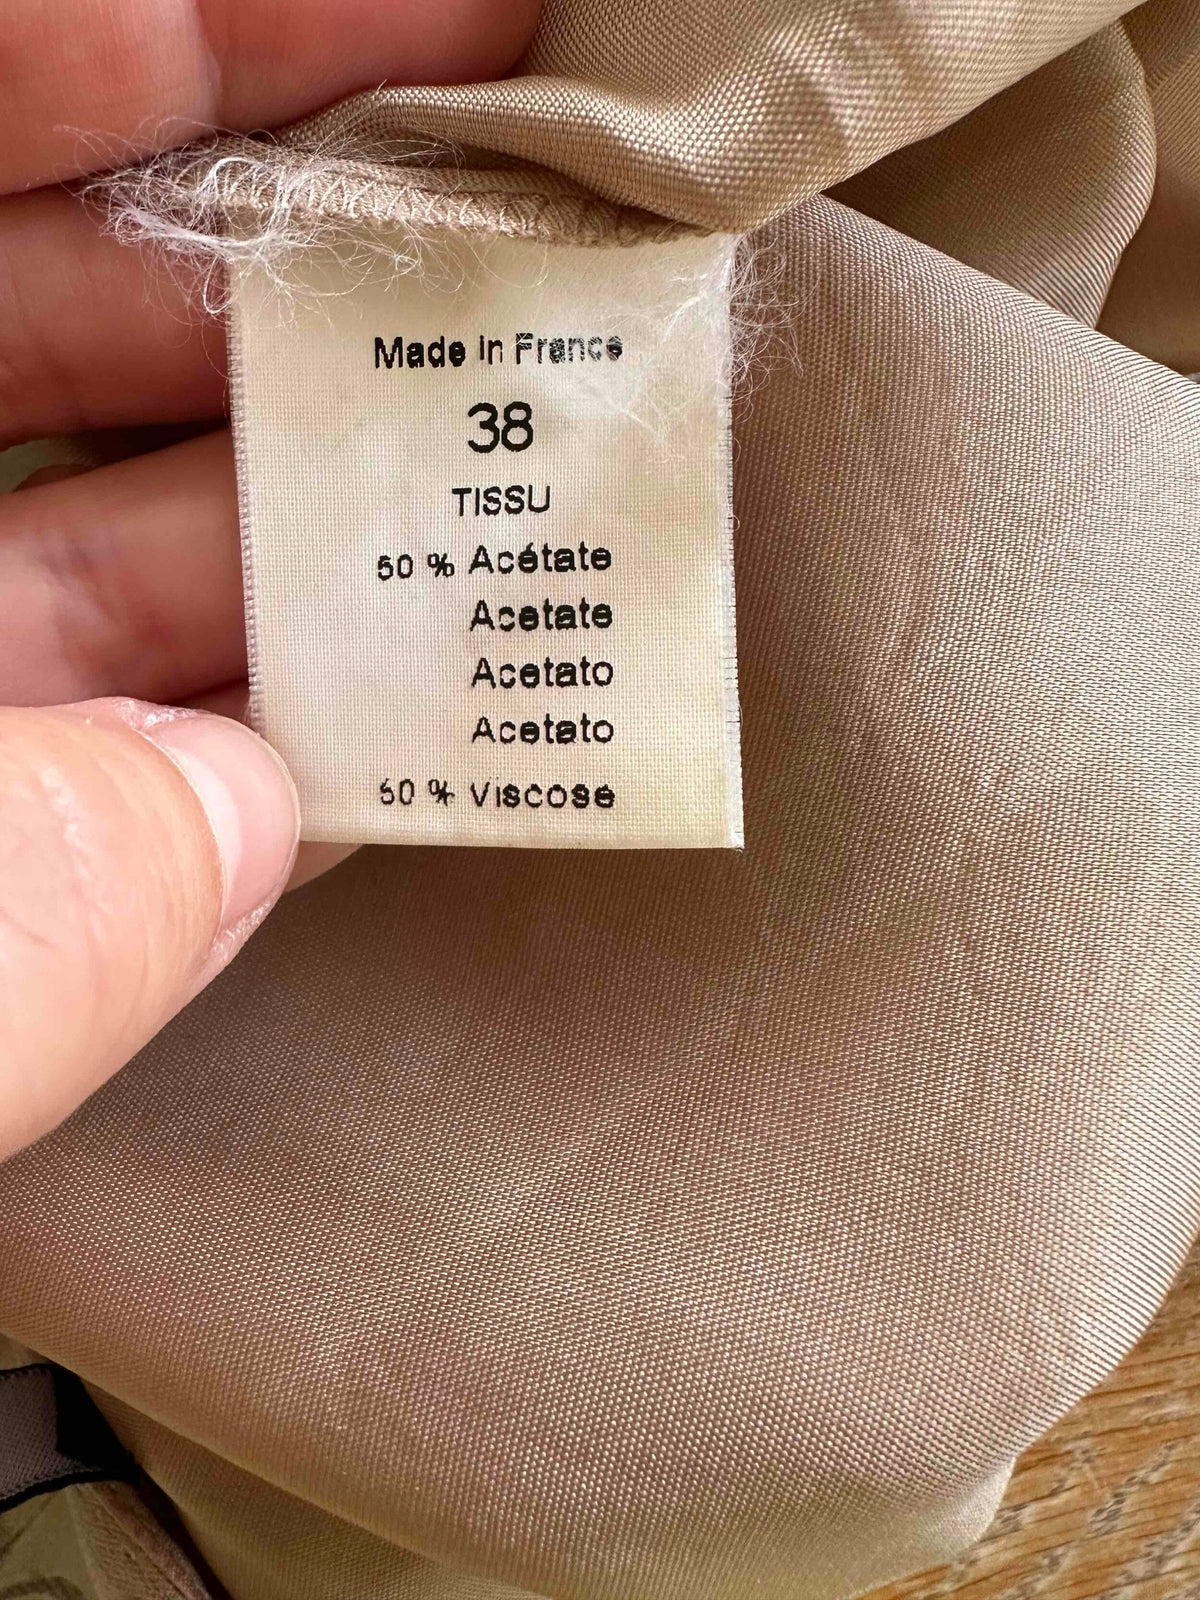 Made in France
38
TISSU
50 % Acétate
Acetate
Acetato
Acetato
50 % Viscose